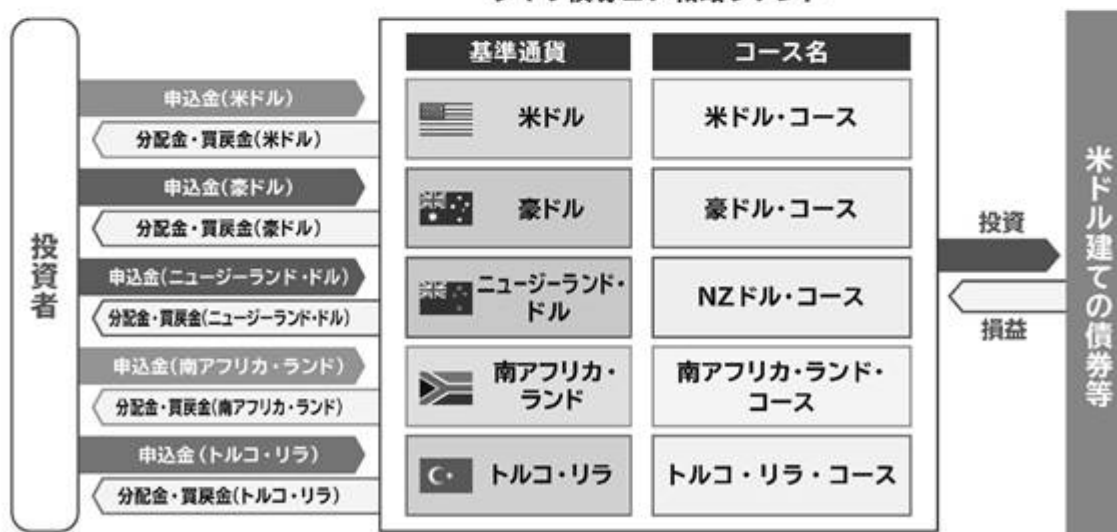 基準通貨
コース名
申込金(米ドル)
分配金・買戻金(米ドル)
米ドル
米ドル・コース
申込金(豪ドル)
分配金・買戻金(豪ドル)
豪ドル
豪ドル・コース
申込金(ニュージーランド・ドル)
分配金・買戻金(ニュージーランド・ドル)
ニュージーランド・
ドル
NZドル・コース
申込金(南アフリカ・ランド)
分配金・買戻金(南アフリカ・ランド)
南アフリカ・
ランド
南アフリカ・ランド・
コース
申込金(トルコ・リラ)
分配金・買戻金(トルコ・リラ)
トルコ・リラ
トルコ・リラ・コース
投資者
投資
損益
米ドル建ての債券等